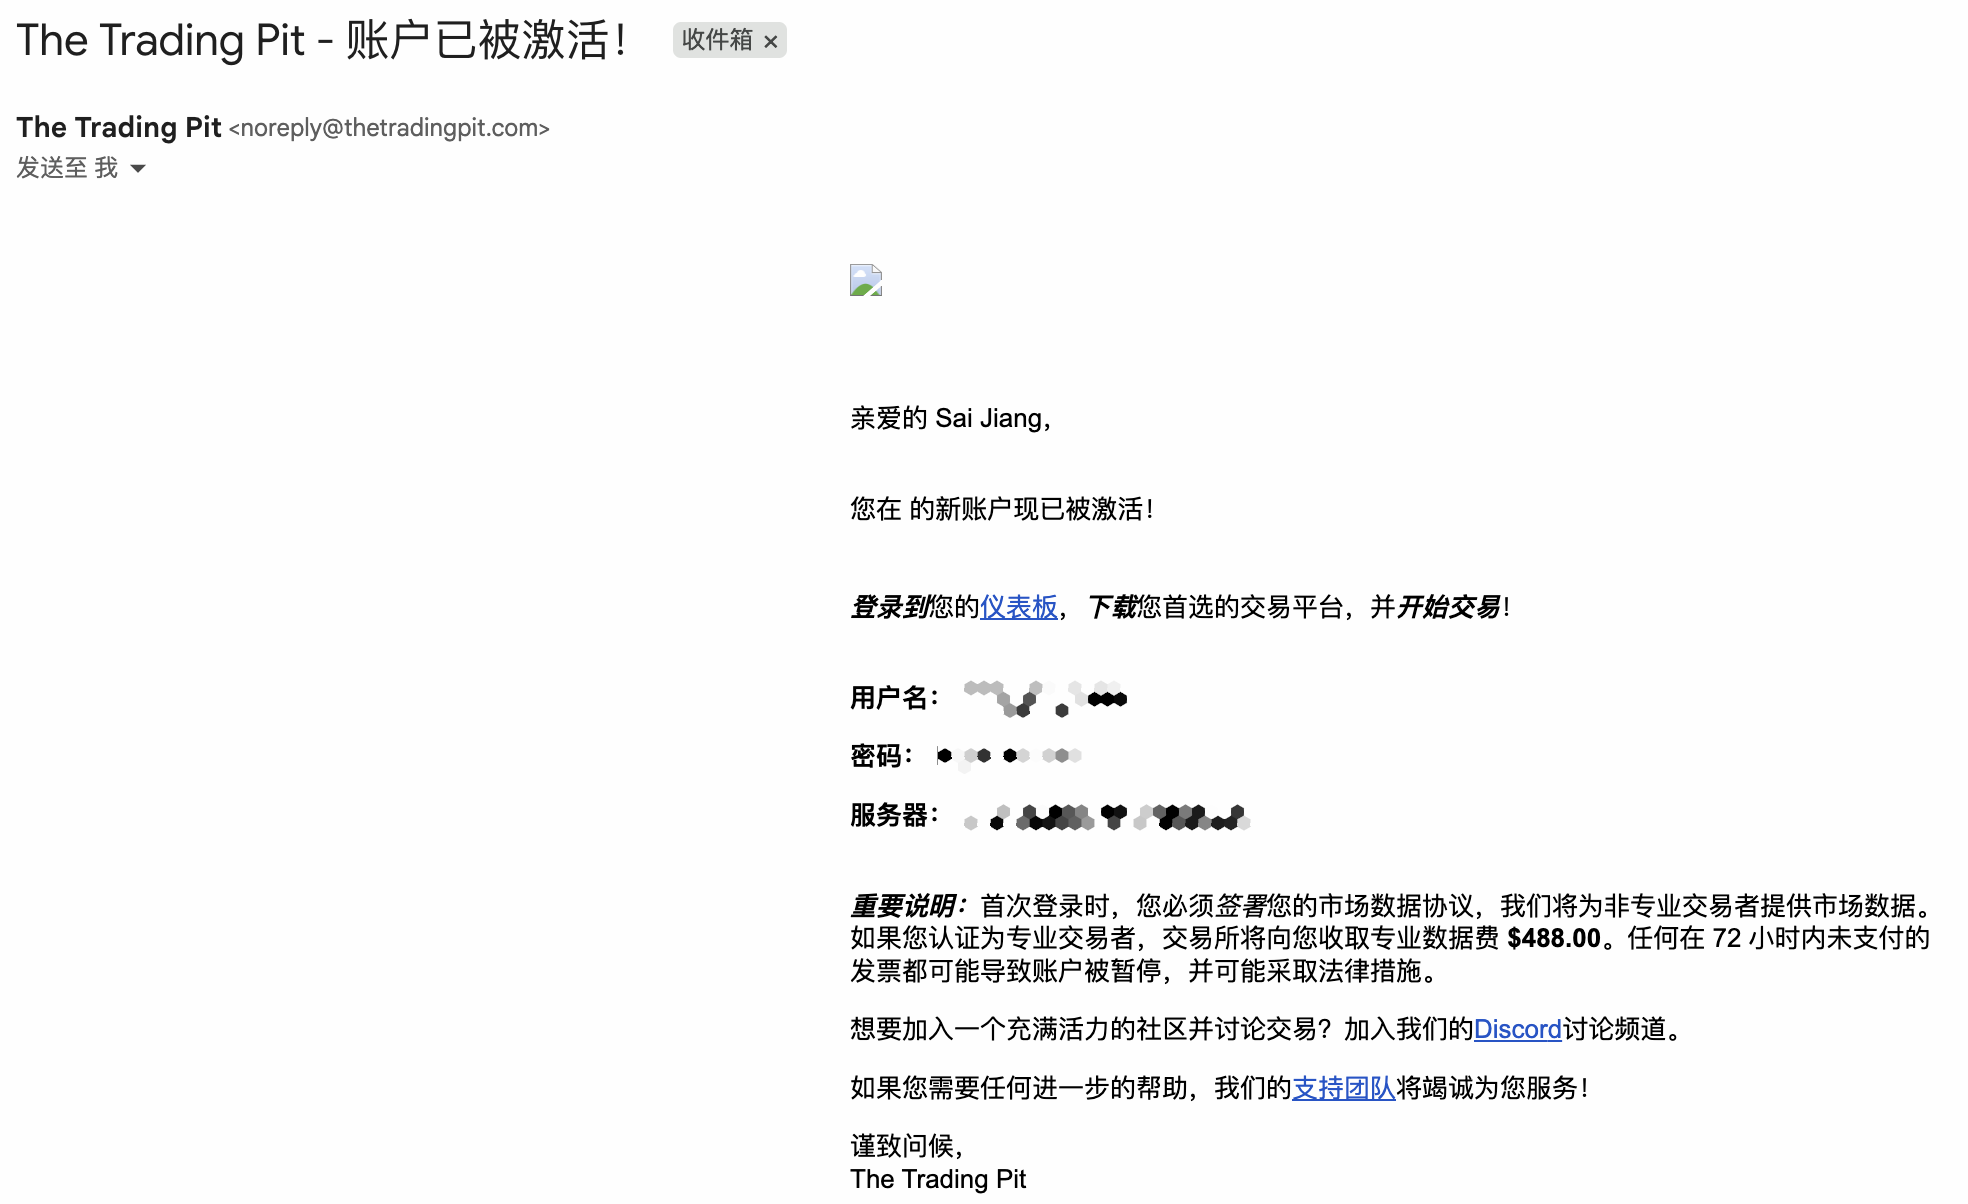 The Trading Pit - 账户已被激活！ 收件箱 ×
The Trading Pit <noreply@thetradingpit.com>
发送至 我
亲爱的 Sai Jiang，
您在 的新账户现已被激活！
登录到您的仪表板，下载您首选的交易平台，并开始交易！
用户名：
密码：
服务器：
重要说明：首次登录时，您必须签署您的市场数据协议，我们将为非专业交易者提供市场数据。
如果您认证为专业交易者，交易所将向您收取专业数据费 $488.00。任何在 72 小时内未支付的
发票都可能导致账户被暂停，并可能采取法律措施。
想要加入一个充满活力的社区并讨论交易？加入我们的Discord讨论频道。
如果您需要任何进一步的帮助，我们的支持团队将竭诚为您服务！
谨致问候，
The Trading Pit